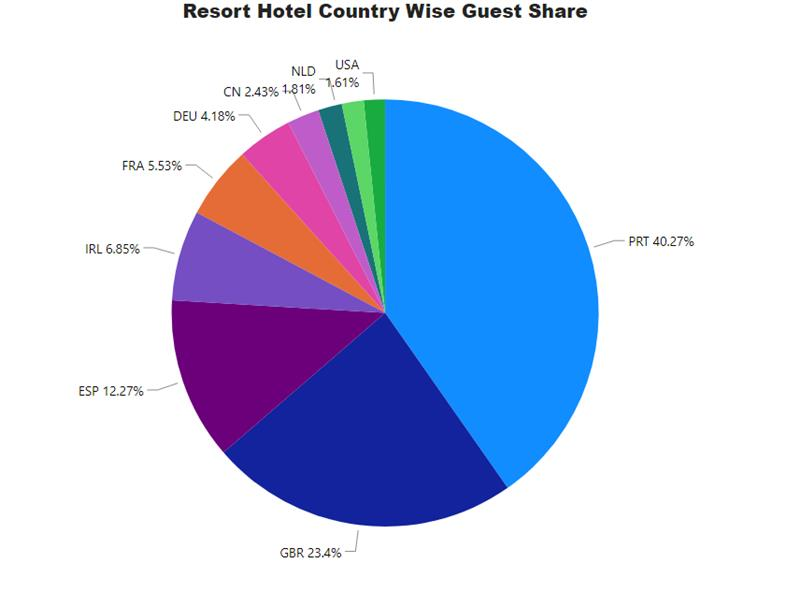 Resort Hotel Country Wise Guest Share
USA
1.61%
NLD
1.81%
CN 2.43%
DEU 4.18%
FRA 5.53%
IRL 6.85%
ESP 12.27%
GBR 23.4%
PRT 40.27%